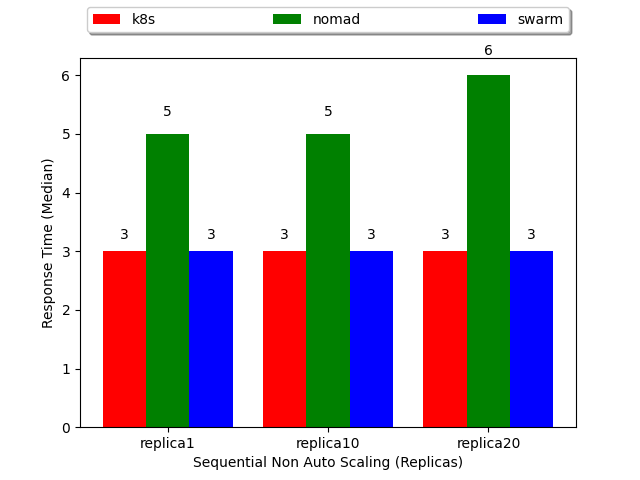 k8s nomad swarm
6
5 5
3 3 3 3 3 3
6
5
4
3
2
1
0
Response Time (Median)
replica1 replica10 replica20
Sequential Non Auto Scaling (Replicas)